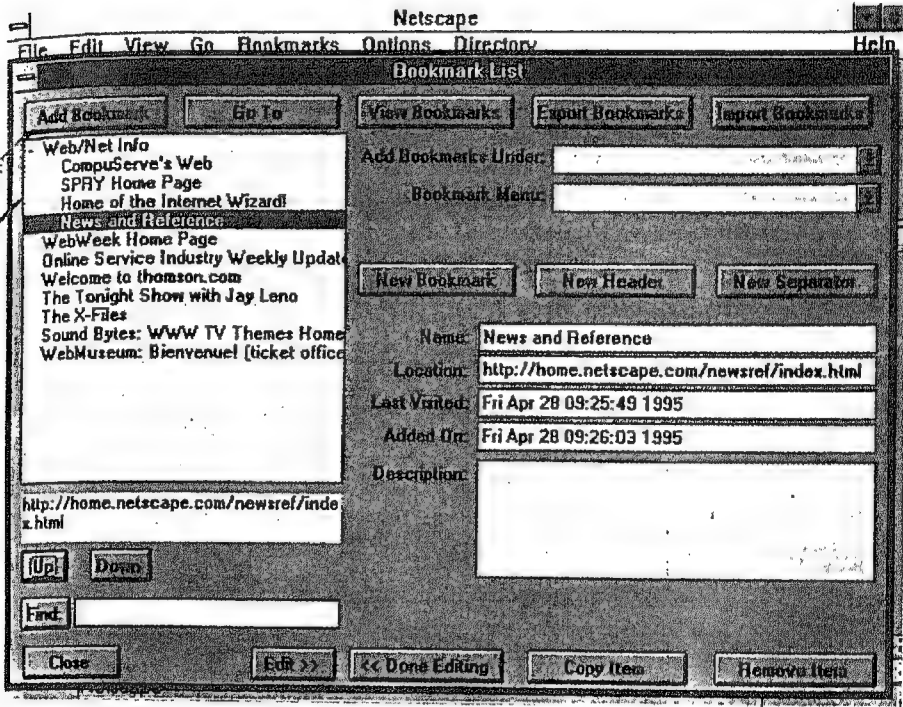 Netscape
File Edit View Go Bookmarks Options Directory Help
Bookmark List
Add Bookmark Go To View Bookmarks Export Bookmarks Import Bookmarks
- Web/Net Info
CompuServe's Web
SPRY Home Page
Home of the Internet Wizard!
News and Reference
WebWeek Home Page
Online Service Industry Weekly Updat
Welcome to thomson.com
The Tonight Show with Jay Leno
The X-Files
Sound Bytes: WWW TV Themes Home
WebMuseum: Bienvenue! (ticket office
http://home.netscape.com/newsref/inde
x.html
Up Down
Find:
Close Edit >>
Add Bookmarks Under:
Bookmark Menu:
New Bookmark New Header New Separator
Name: News and Reference
Location: http://home.netscape.com/newsref/index.html
Last Visited: Fri Apr 28 09:25:49 1995
Added On: Fri Apr 28 09:26:03 1995
Description:
<< Done Editing Copy Item Remove Item